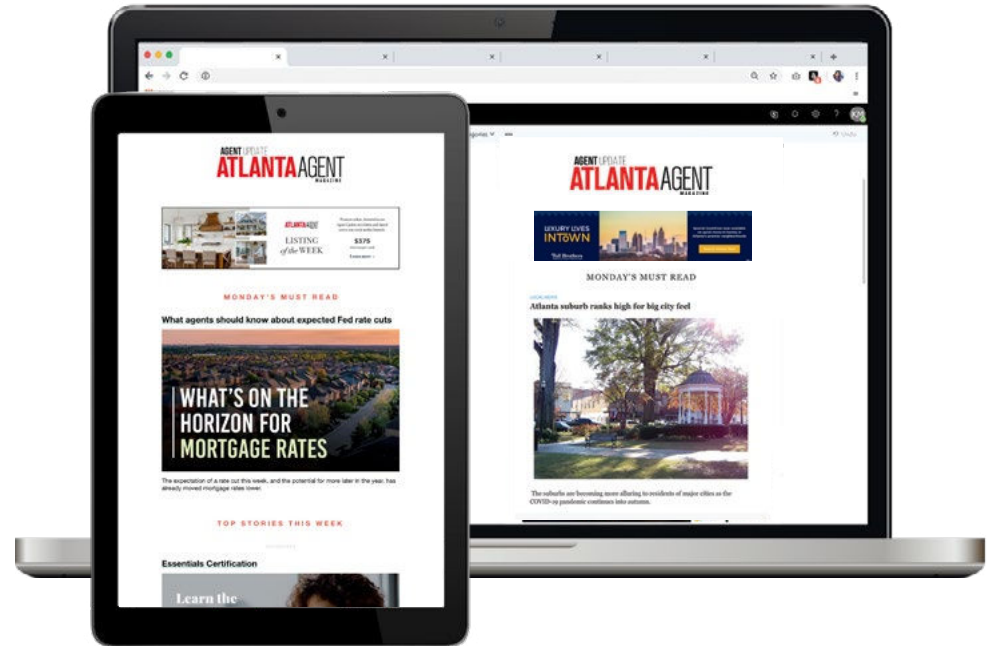 AGENT UPDATE
ATLANTA AGENT
MAGAZINE
ATLANTA AGENT
LISTING
of the WEEK
$375
MONDAY'S MUST READ
What agents should know about expected Fed rate cuts
WHAT'S ON THE
HORIZON FOR
MORTGAGE RATES
The expectation of a rate cut this week, and the potential for more later in the year, has
already moved mortgage rates lower.
TOP STORIES THIS WEEK
Essentials Certification
Learn the
KM
Undo
AGENT UPDATE
ATLANTA AGENT
MAGAZINE
LUXURY LIVES
INTOWN
Toll Brothers
MONDAY'S MUST READ
LOCAL NEWS
Atlanta suburb ranks high for big city feel
The suburbs are becoming more alluring to residents of major cities as the
COVID-19 pandemic continues into autumn.